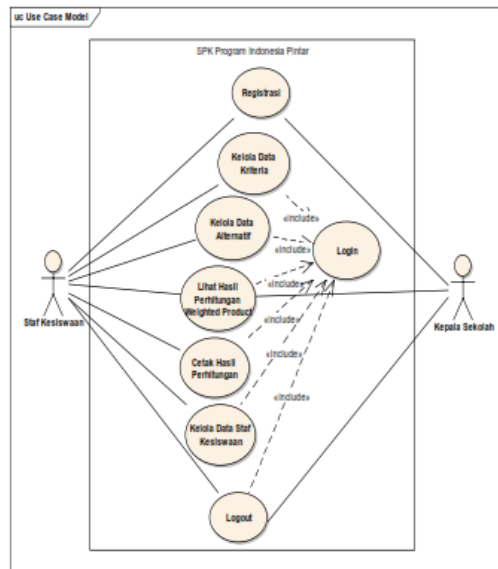 uc Use Case Model
SPK Program Indonesia Pintar
Registrasi
Kelola Data
Kriteria
«include»
Kelola Data
Alternatif
«include»
Login
Lihat Hasil
Perhitungan
Weighted Product
«include»
Staf Kesiswaan
Kepala Sekolah
«include»
Cetak Hasil
Perhitungan
«include»
Kelola Data Staf
Kesiswaan
«include»
Logout